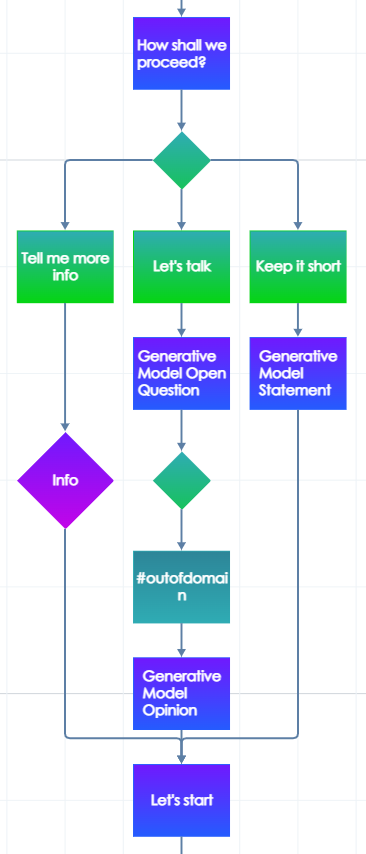 How shall we
proceed?
Tell me more
info
Let's talk
Keep it short
Generative
Model Open
Question
Generative
Model
Statement
Info
#outofdomai
n
Generative
Model
Opinion
Let's start